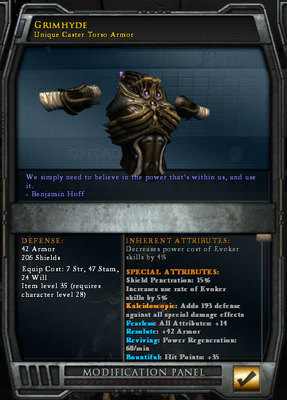 Grimhyde
Unique Caster Torso Armor
We simply need to believe in the power that's within us, and use
it.
- Benjamin Hoff
Defense:
42 Armor
206 Shields
Equip Cost: 7 Str, 47 Stam,
24 Will
Item level 35 (requires
character level 28)
Inherent Attributes:
Decreases power cost of Evoker
skills by 4%
Special Attributes:
Shield Penetration: 15%
Increases use rate of Evoker
skills by 5%
Kaleidoscopic: Adds 193 defense
against all special damage effects
Fearless: All Attributes: +14
Resolute: +42 Armor
Reviving: Power Regeneration:
60/min
Bountiful: Hit Points: +35
Modification Panel